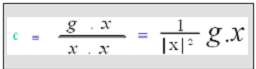 c = g . x / x . x = 1 / |x|² g.x